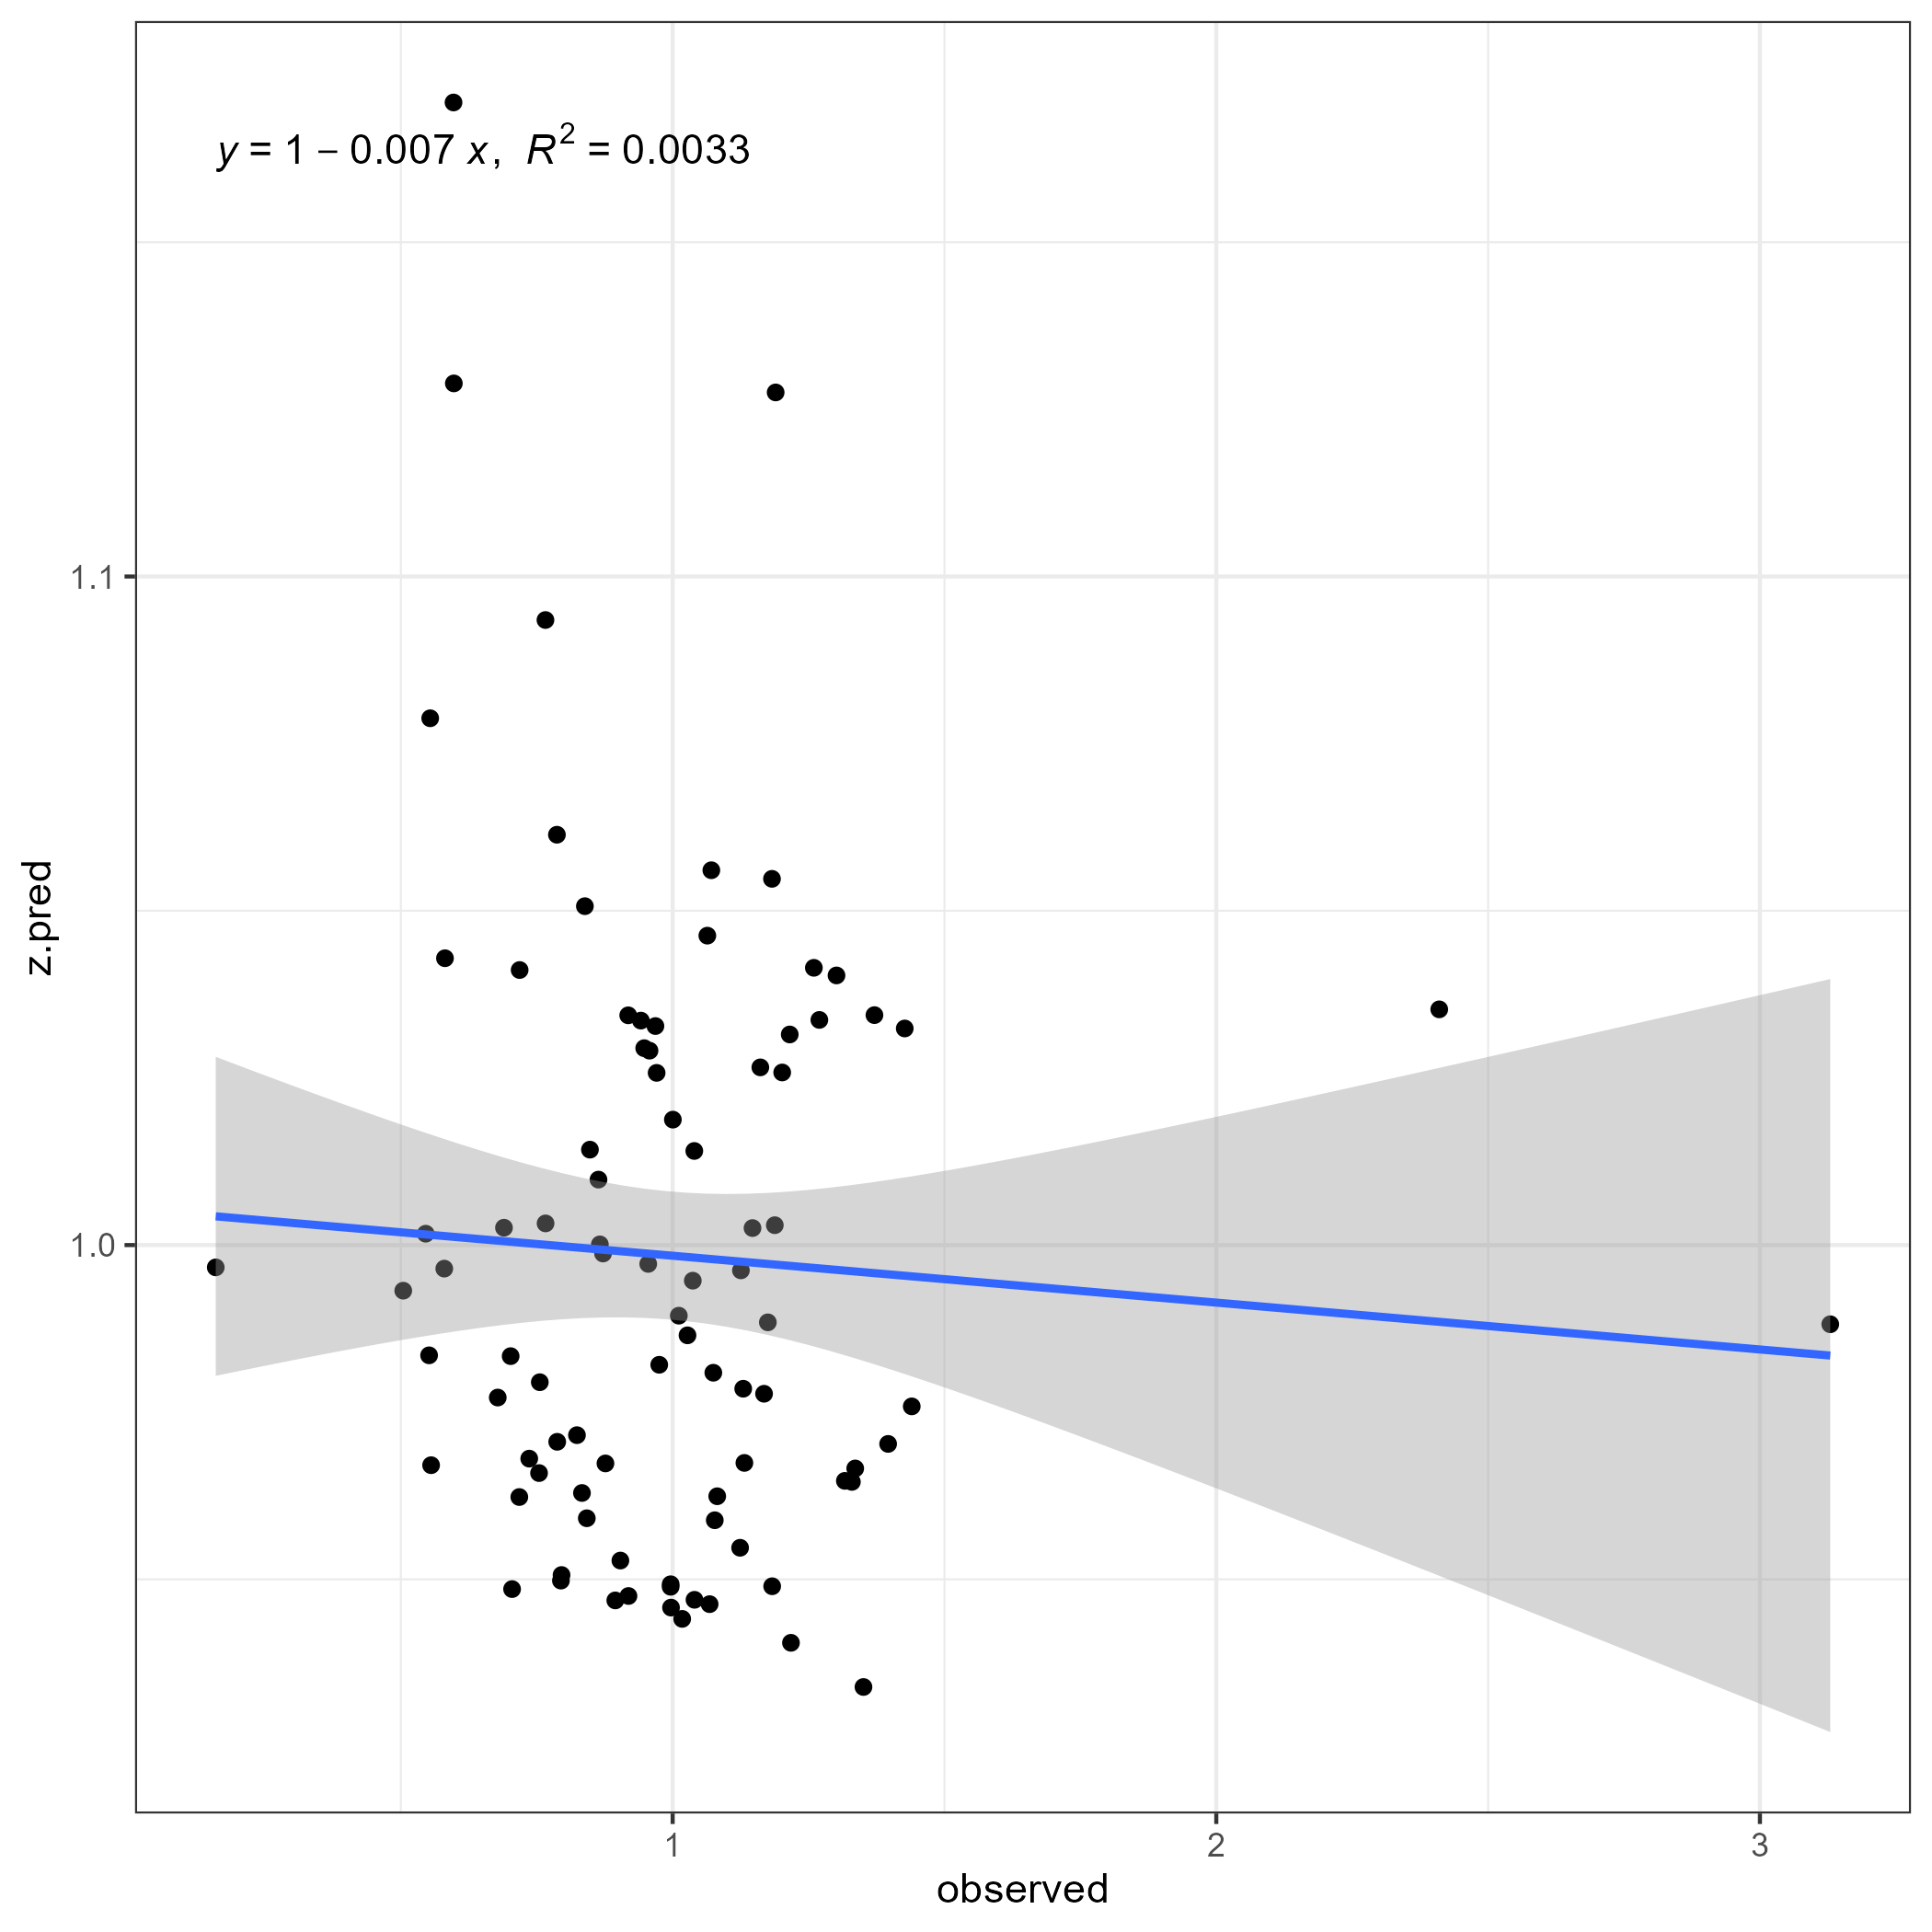 y = 1 − 0.007 x, R² = 0.0033
1.1
1.0
z.pred
1 2 3
observed